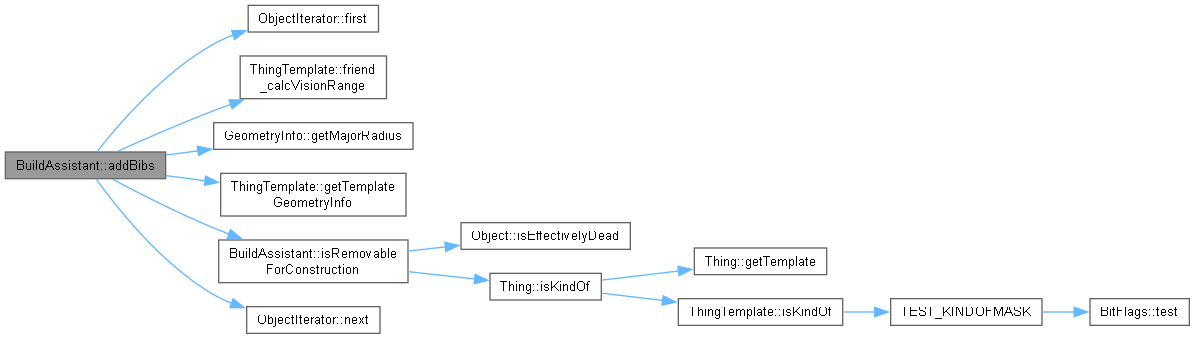 ObjectIterator::first
ThingTemplate::friend
_calcVisionRange
GeometryInfo::getMajorRadius
BuildAssistant::addBibs
ThingTemplate::getTemplate
GeometryInfo
BuildAssistant::isRemovable
ForConstruction
Object::isEffectivelyDead
Thing::getTemplate
Thing::isKindOf
ThingTemplate::isKindOf
TEST_KINDOFMASK
BitFlags::test
ObjectIterator::next